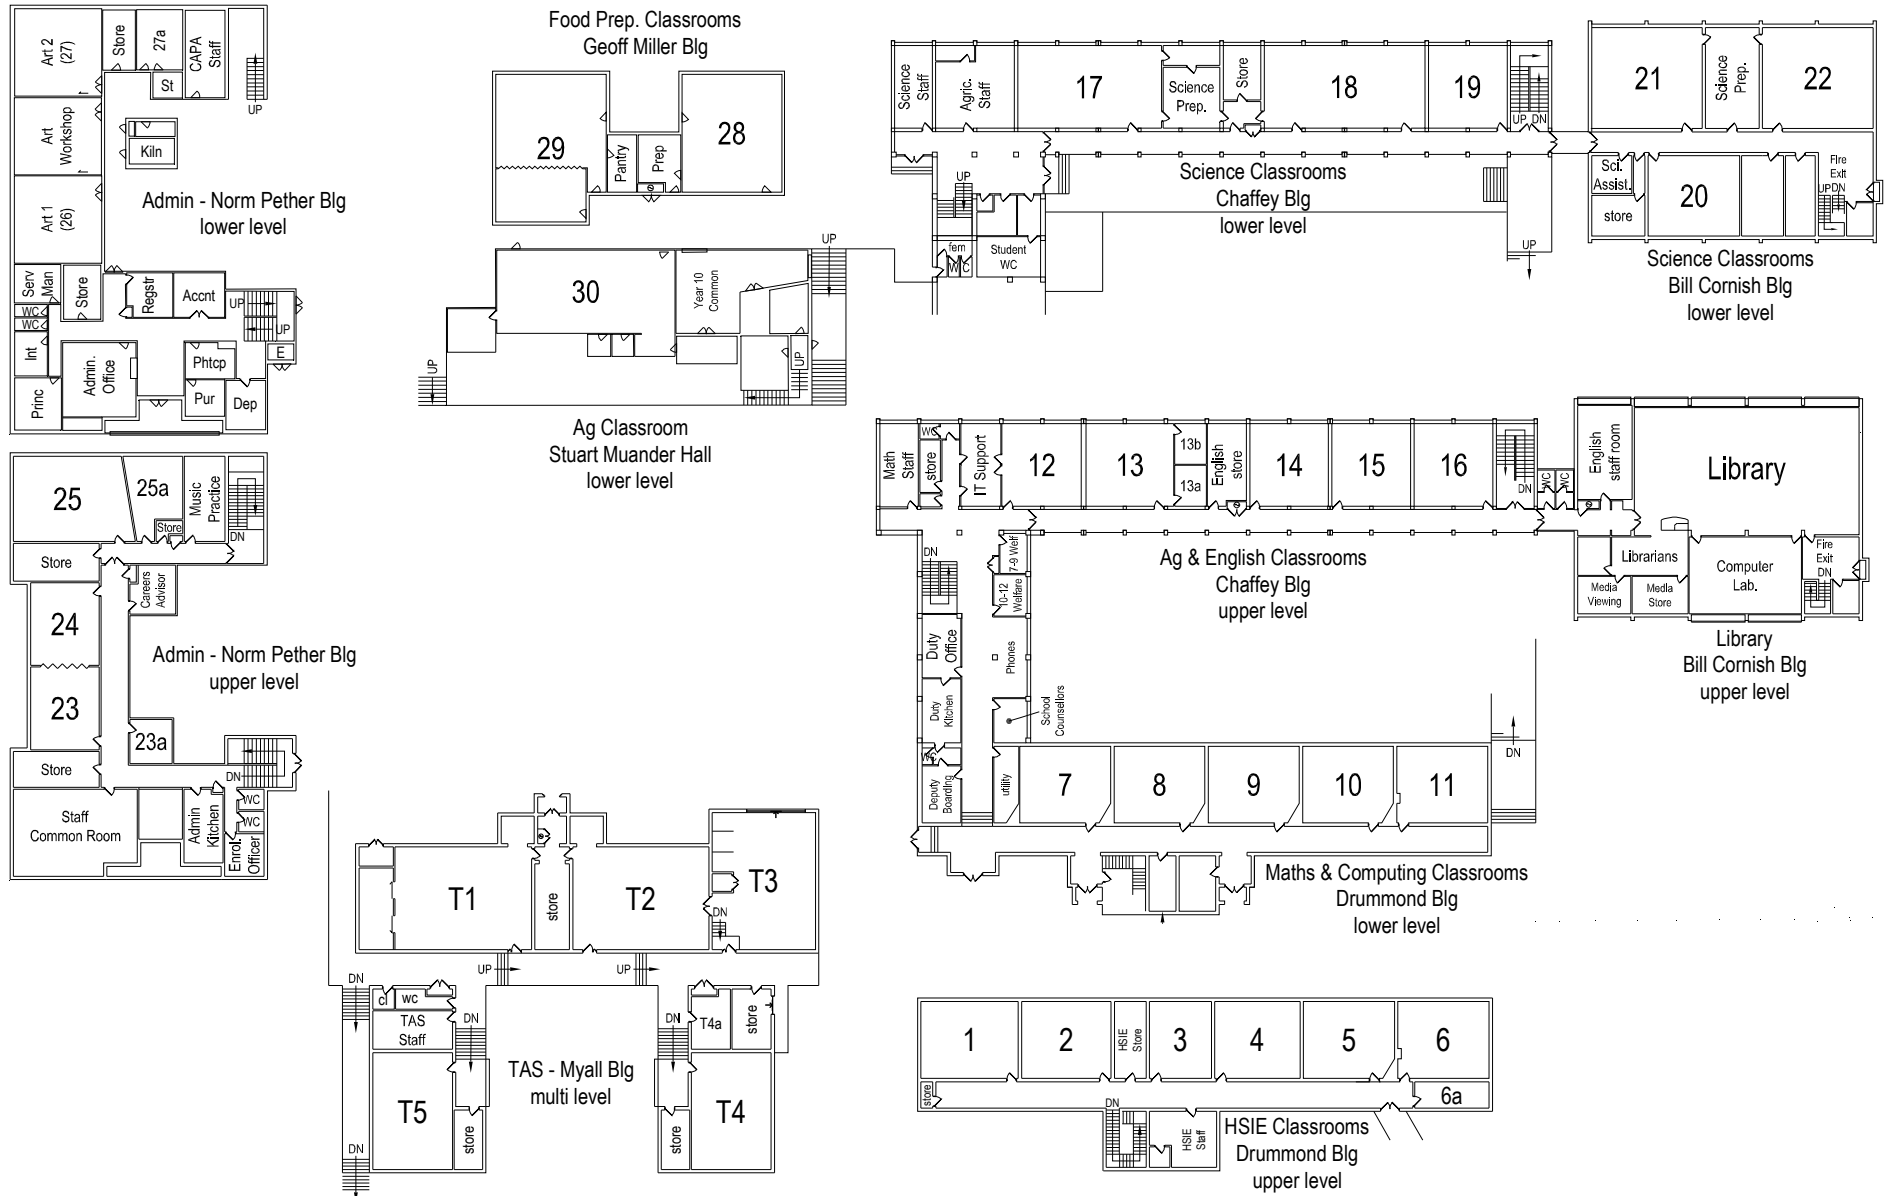 Art 2
(27)
Store
27a
CAPA
Staff
St
UP
Art
Workshop
Kiln
Art 1
(26)
Admin - Norm Pether Blg
lower level
Serv
Man
Store
Regstr
Accnt
UP
UP
WC
WC
Int
E
Admin.
Office
Phtcp
Princ
Pur
Dep
Food Prep. Classrooms
Geoff Miller Blg
29
Pantry
Prep
28
30
Year 10
Common
UP
UP
UP
Ag Classroom
Stuart Muander Hall
lower level
Science
Staff
Agric.
Staff
17
Science
Prep.
Store
18
19
UP
DN
UP
fem
W
C
Student
WC
Science Classrooms
Chaffey Blg
lower level
UP
21
Science
Prep.
22
Sci.
Assist.
store
20
Fire
Exit
UP
DN
Science Classrooms
Bill Cornish Blg
lower level
25
25a
Store
Music
Practice
DN
Store
Careers
Advisor
24
23
Admin - Norm Pether Blg
upper level
23a
Store
DN
Staff
Common Room
Admin
Kitchen
WC
WC
Enrol.
Officer
Math
Staff
WC
store
IT Support
12
13
13b
13a
English
store
14
15
16
DN
WC
WC
Ag & English Classrooms
Chaffey Blg
upper level
English
staff room
Library
Librarians
Media
Viewing
Media
Store
Computer
Lab.
Fire
Exit
DN
Library
Bill Cornish Blg
upper level
DN
7-9 Welf
10-12
Welfare
Duty
Office
Phones
Duty
Kitchen
School
Counsellors
WC
Deputy
Boarding
utility
7
8
9
10
11
DN
Maths & Computing Classrooms
Drummond Blg
lower level
T1
store
T2
T3
DN
UP
UP
DN
cl
wc
TAS
Staff
DN
DN
T4a
store
TAS - Myall Blg
multi level
T5
store
store
T4
DN
1
2
HSIE
Store
3
4
5
6
store
6a
DN
HSIE
Staff
HSIE Classrooms
Drummond Blg
upper level